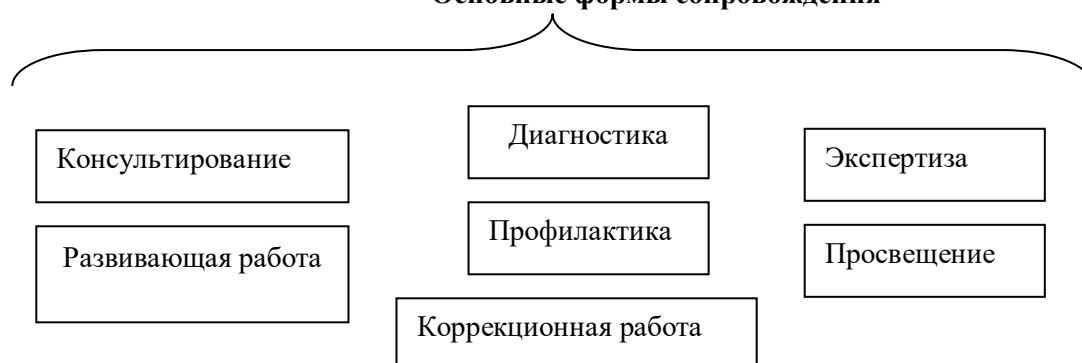 Основные формы сопровождения
Консультирование
Диагностика
Экспертиза
Развивающая работа
Профилактика
Просвещение
Коррекционная работа